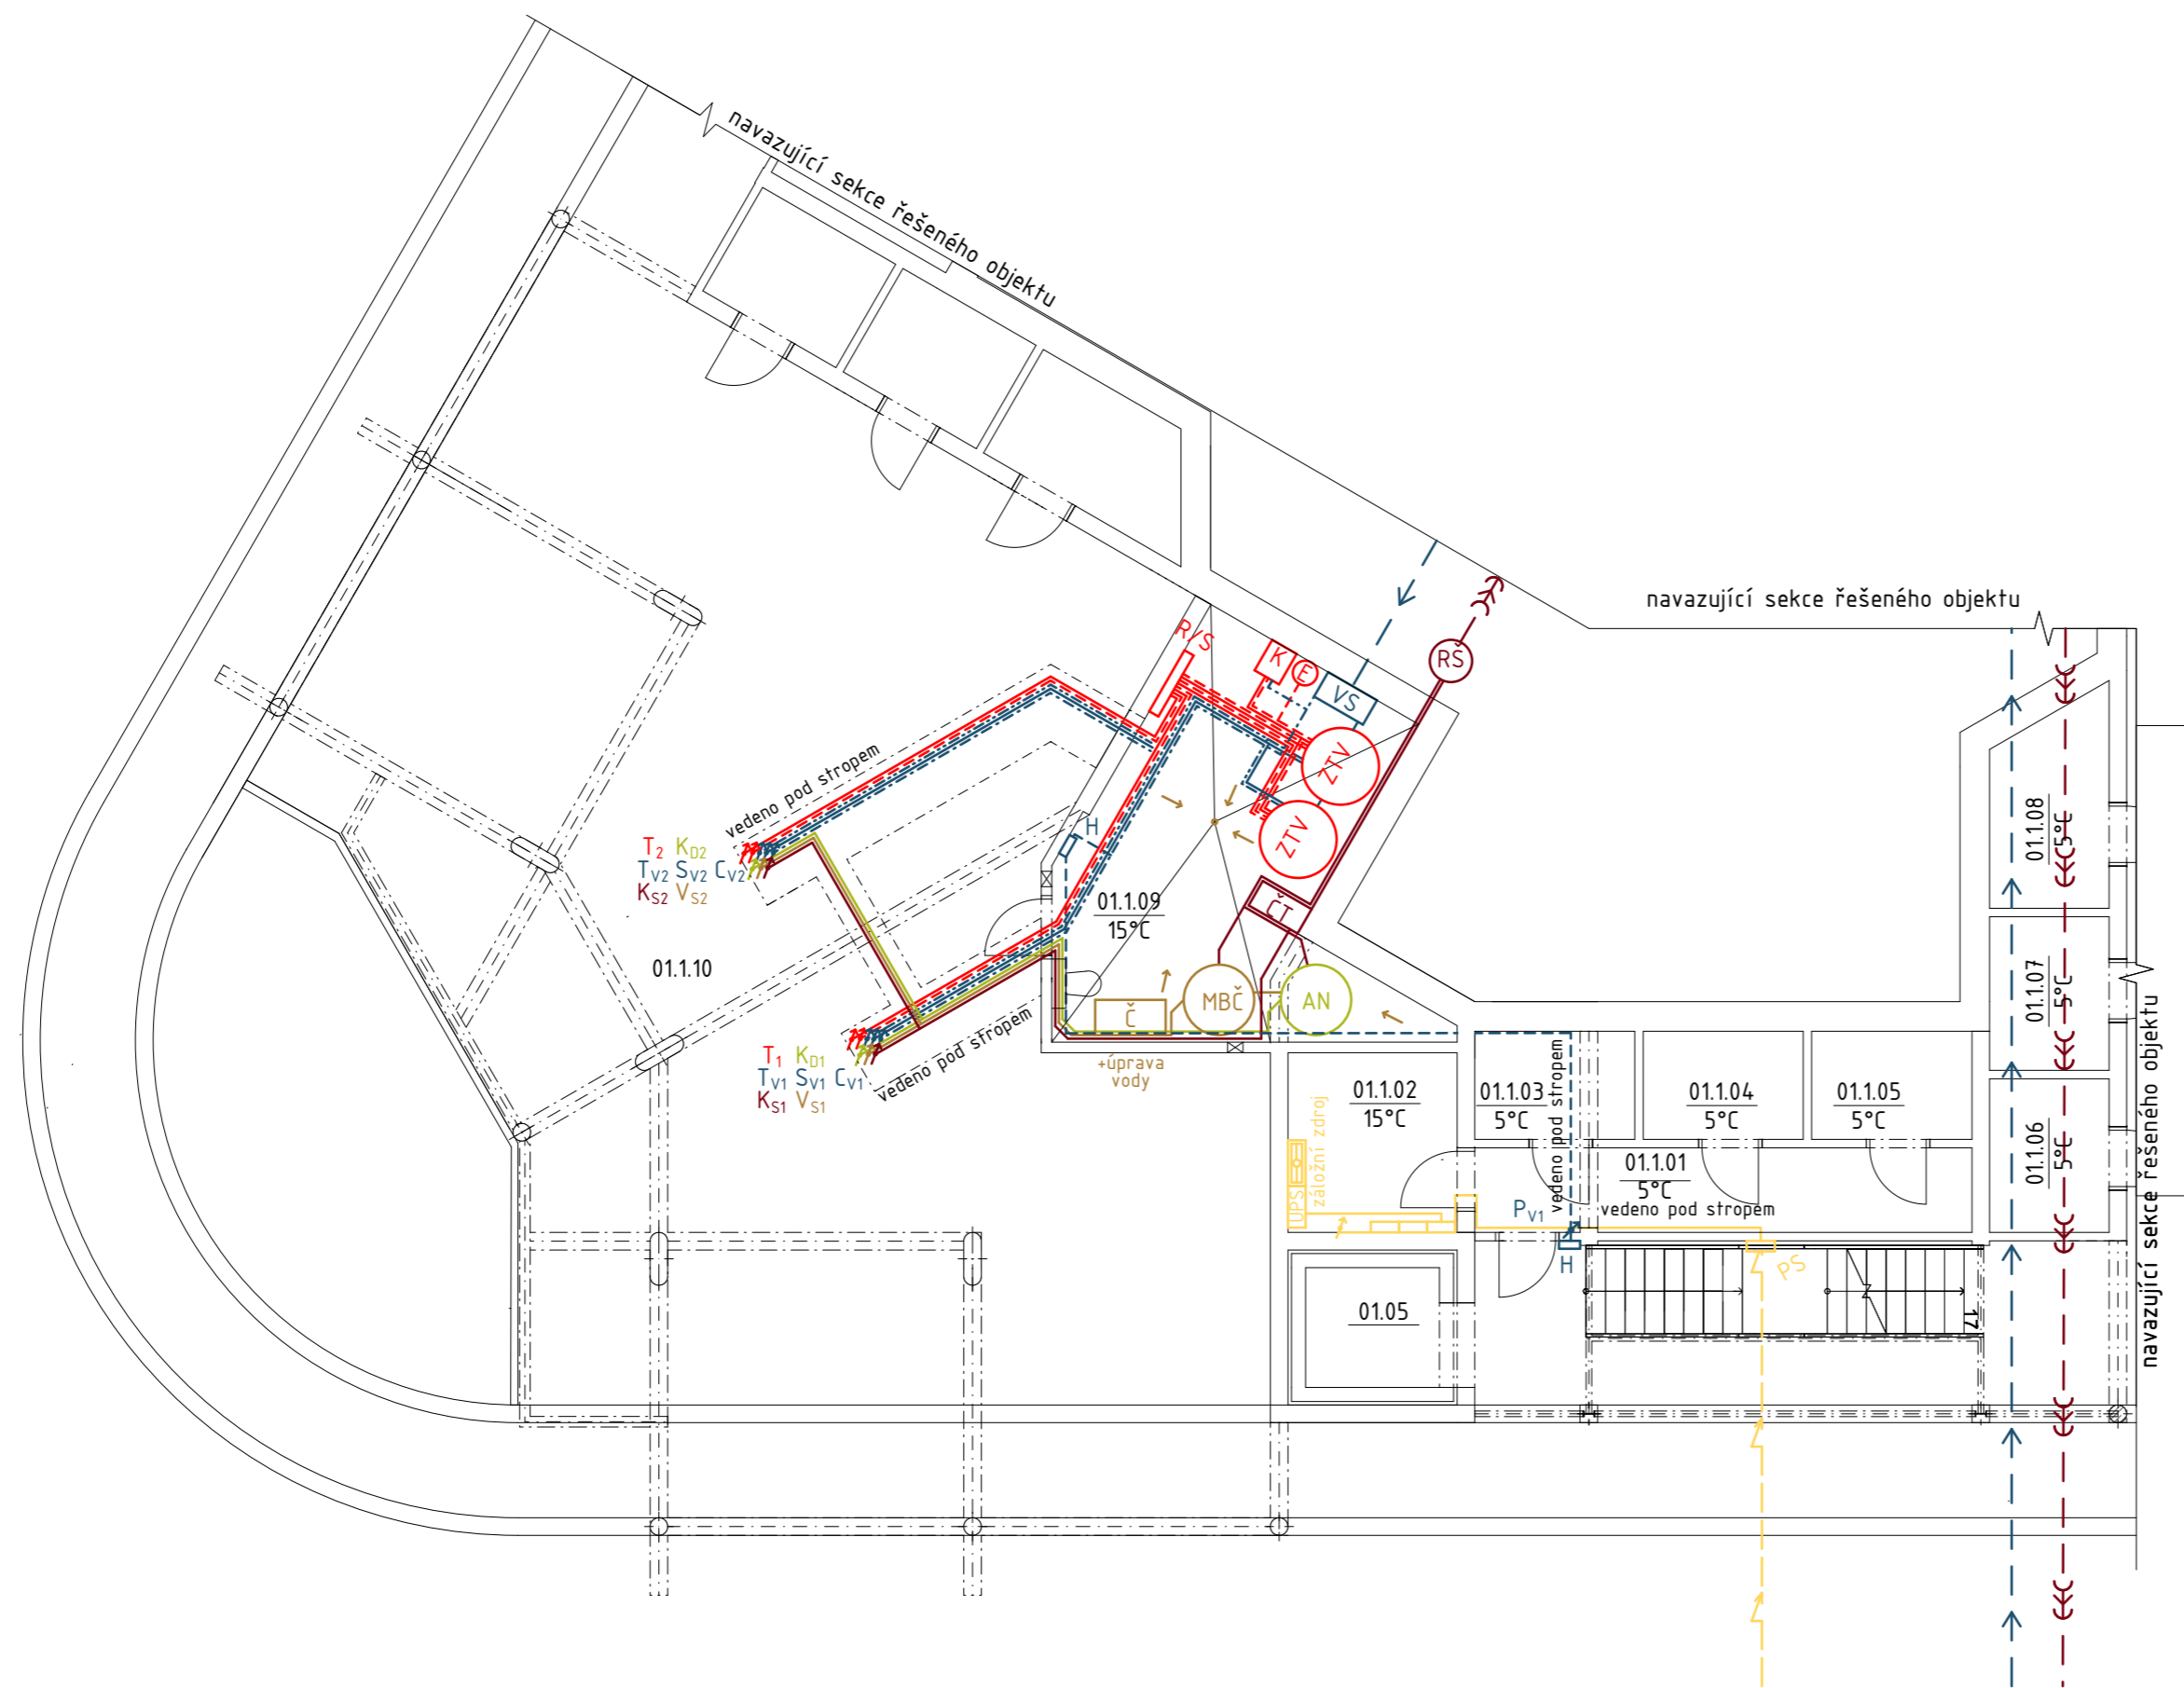 navazující sekce řešeného objektu
navazující sekce řešeného objektu
R/S
K
E
VS
RŠ
ZTV
ZTV
vedeno pod stropem
H
T2 KD2
TV2 SV2 CV2
KS2 VS2
01.1.09
15°C
ČT
01.1.10
MBČ
AN
Č
+úprava
vody
T1 KD1
TV1 SV1 CV1
KS1 VS1
vedeno pod stropem
01.1.02
15°C
01.1.03
5°C
vedeno pod stropem
01.1.04
5°C
01.1.05
5°C
01.1.08
5°C
01.1.07
5°C
01.1.06
5°C
navazující sekce řešeného objektu
UPS
záložní zdroj
01.1.01
5°C
vedeno pod stropem
PV1
H
PS
01.05
17